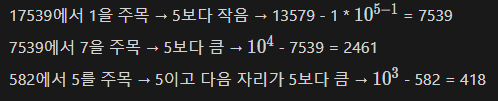 17539에서 1을 주목 → 5보다 작음 → 13579 - 1 * 10^{5-1} = 7539
7539에서 7을 주목 → 5보다 큼 → 10^4 - 7539 = 2461
582에서 5를 주목 → 5이고 다음 자리가 5보다 큼 → 10^3 - 582 = 418